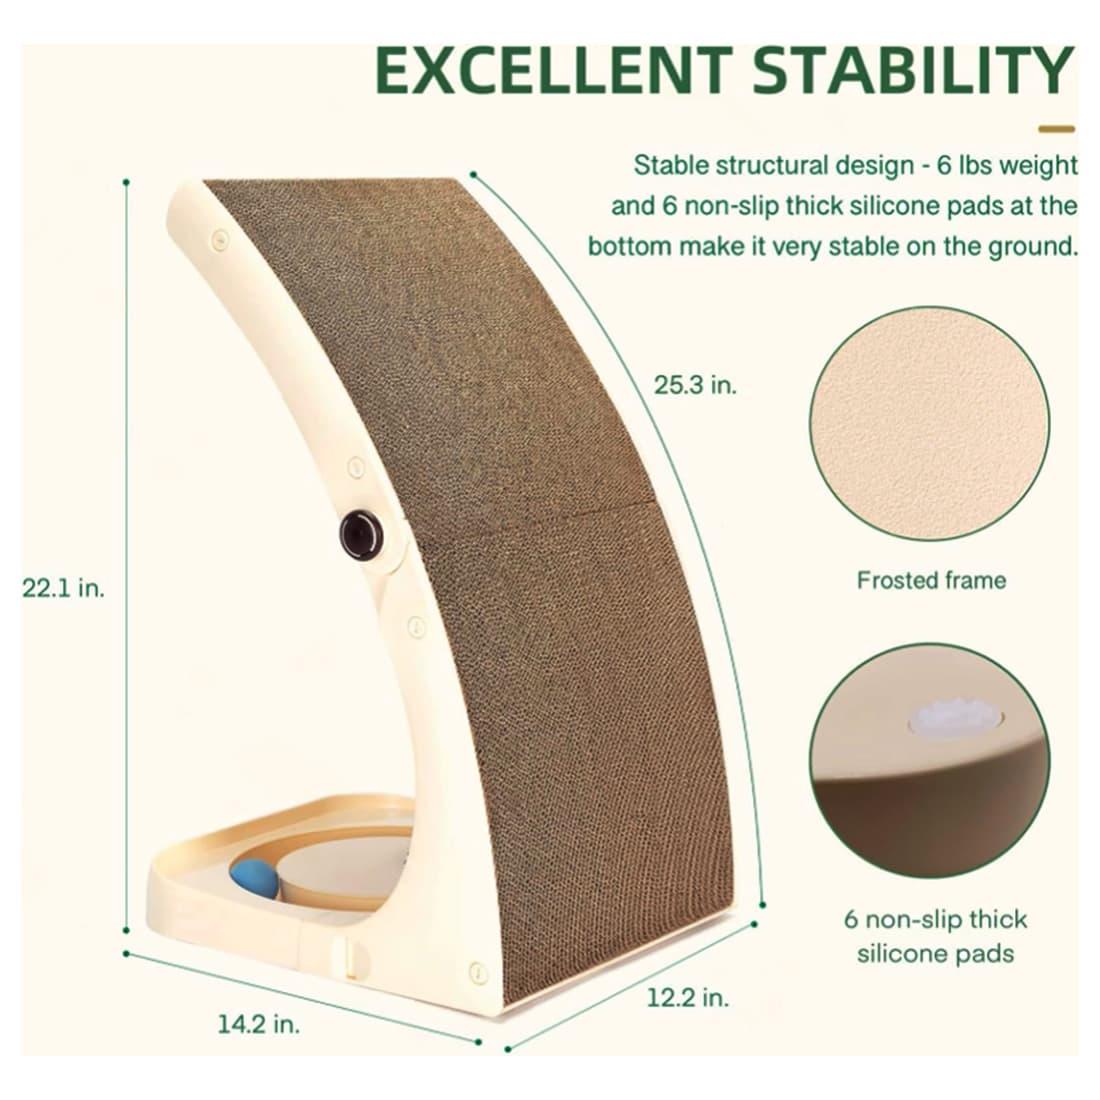 EXCELLENT STABILITY
Stable structural design - 6 lbs weight
and 6 non-slip thick silicone pads at the
bottom make it very stable on the ground.
25.3 in.
Frosted frame
22.1 in.
6 non-slip thick
silicone pads
12.2 in.
14.2 in.